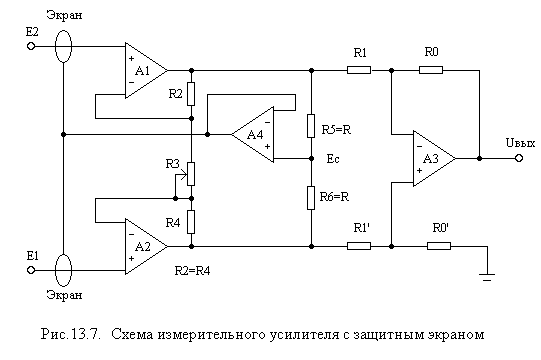 Экран
E2
R1
R0
+
−
A1
R2
−
A4
+
R5=R
Ec
−
A3
+
Uвых
R3
R6=R
R4
−
A2
+
R1'
R0'
E1
R2=R4
Экран
Рис.13.7. Схема измерительного усилителя с защитным экраном